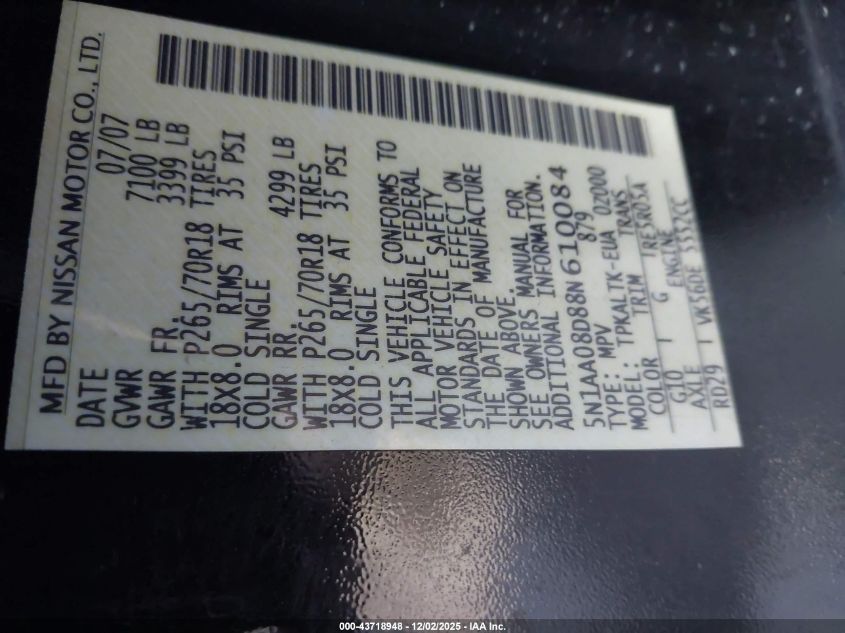 MFD BY NISSAN MOTOR CO., LTD.
DATE 07/07
GVWR 7100 LB
GAWR FR. 3399 LB
WITH P265/70R18 TIRES
18X8.0 RIMS AT 35 PSI
COLD SINGLE
GAWR RR. 4299 LB
WITH P265/70R18 TIRES
18X8.0 RIMS AT 35 PSI
COLD SINGLE
THIS VEHICLE CONFORMS TO
ALL APPLICABLE FEDERAL
MOTOR VEHICLE SAFETY
STANDARDS IN EFFECT ON
THE DATE OF MANUFACTURE
SHOWN ABOVE.
SEE OWNERS MANUAL FOR
ADDITIONAL INFORMATION.
5N1AA08D88N610084
TYPE: MPV 879
MODEL: TPKALTK-EUA 02000
COLOR TRIM TRANS
G10 G RE5R05A
AXLE ENGINE
RD29 VK56DE 5552CC
000-43718948 - 12/02/2025 - IAA Inc.